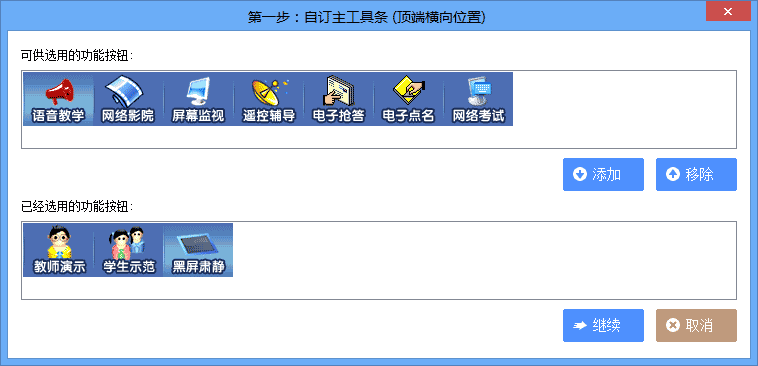 第一步：自订主工具条 (顶端横向位置)
可供选用的功能按钮：
语音教学 网络影院 屏幕监视 遥控辅导 电子抢答 电子点名 网络考试
添加 移除
已经选用的功能按钮：
教师演示 学生示范 黑屏肃静
继续 取消